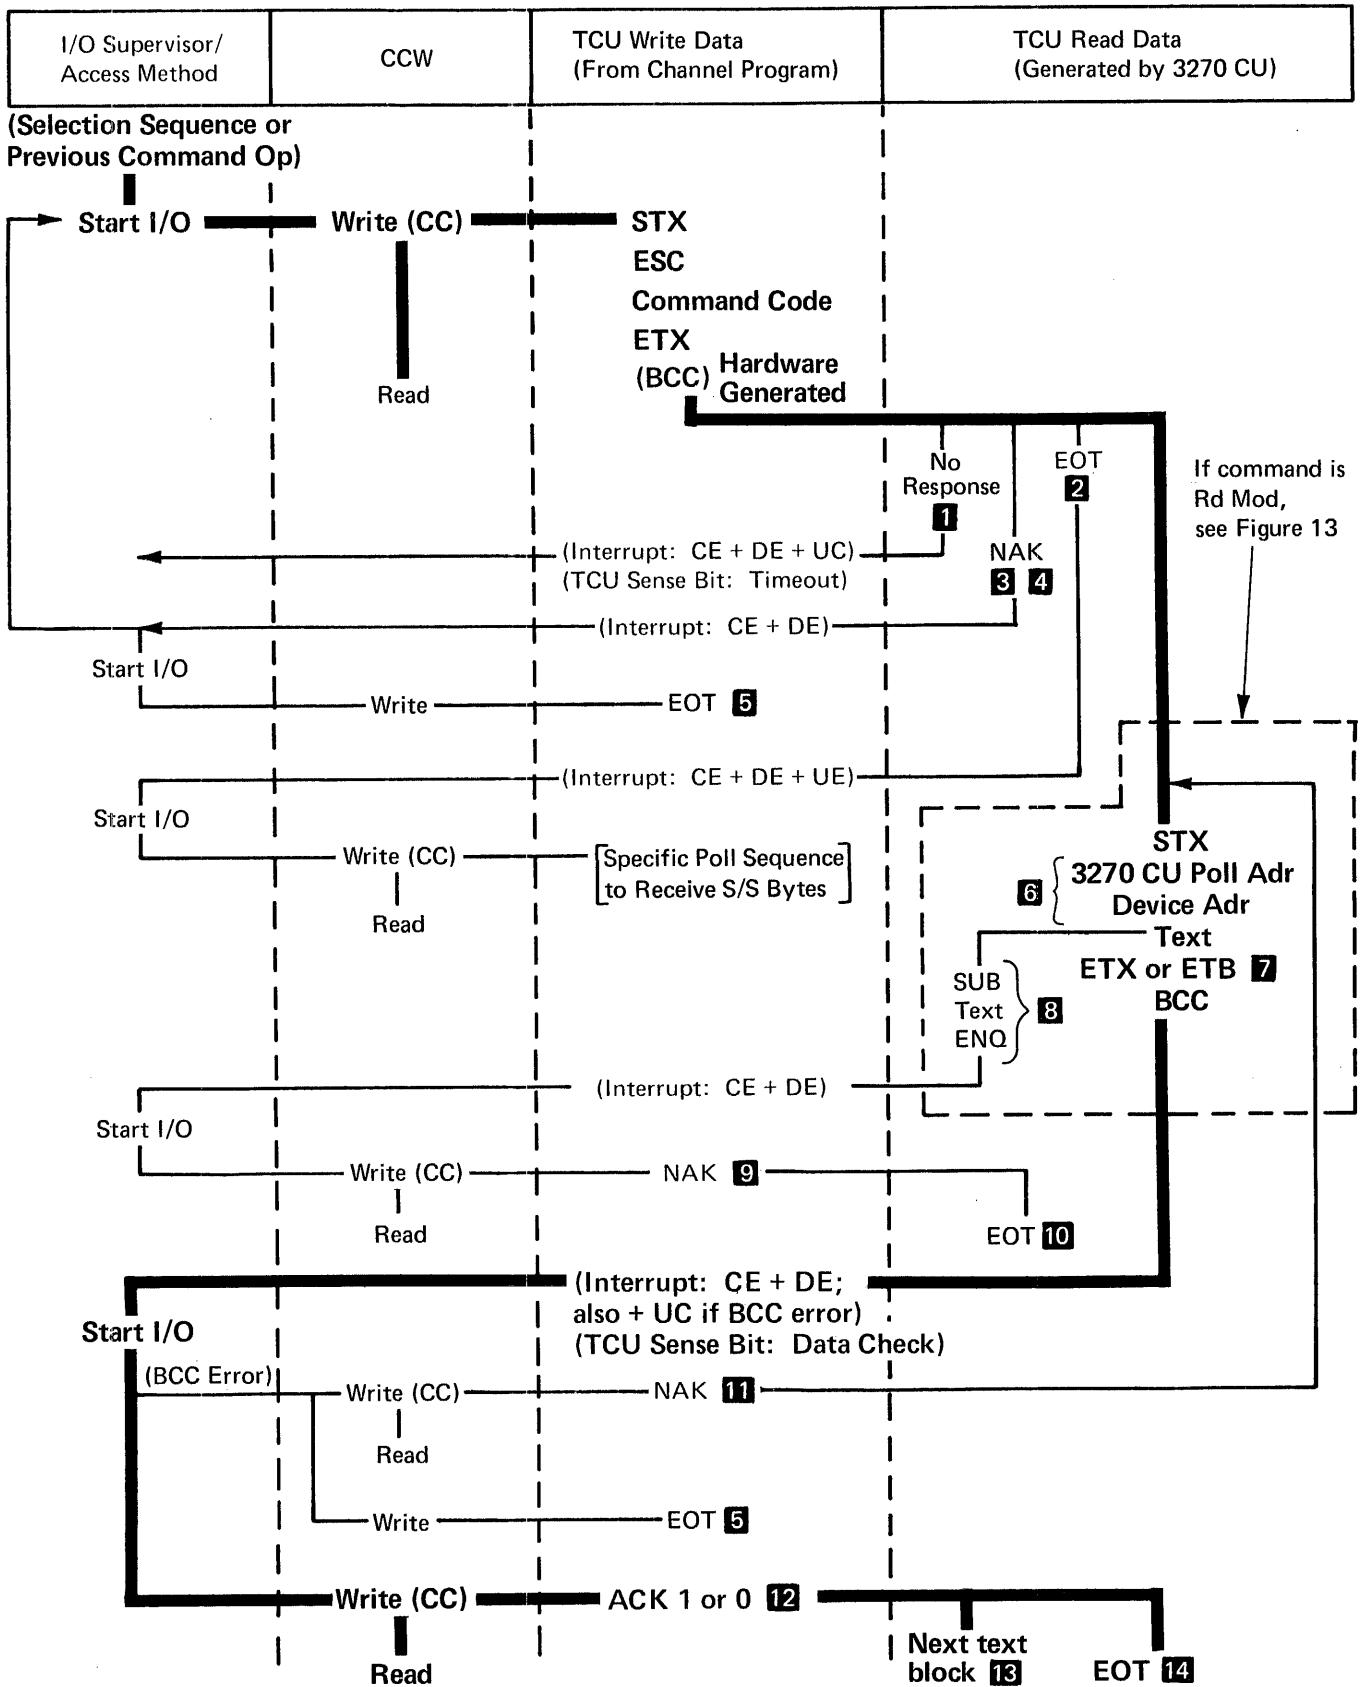 I/O Supervisor/
Access Method
CCW
TCU Write Data
(From Channel Program)
TCU Read Data
(Generated by 3270 CU)
(Selection Sequence or
Previous Command Op)
Start I/O
Write (CC)
STX
ESC
Command Code
ETX
(BCC)
Hardware
Generated
Read
No
Response
1
EOT
2
If command is
Rd Mod,
see Figure 13
(Interrupt: CE + DE + UC)
(TCU Sense Bit: Timeout)
NAK
3 4
(Interrupt: CE + DE)
Start I/O
Write
EOT 5
(Interrupt: CE + DE + UE)
Start I/O
Write (CC)
Specific Poll Sequence
to Receive S/S Bytes
Read
STX
6
3270 CU Poll Adr
Device Adr
Text
ETX or ETB 7
BCC
SUB
Text
ENQ
8
(Interrupt: CE + DE)
Start I/O
Write (CC)
NAK 9
Read
EOT 10
(Interrupt: CE + DE;
also + UC if BCC error)
(TCU Sense Bit: Data Check)
Start I/O
(BCC Error)
Write (CC)
NAK 11
Read
Write
EOT 5
Write (CC)
ACK 1 or 0 12
Read
Next text
block 13
EOT 14